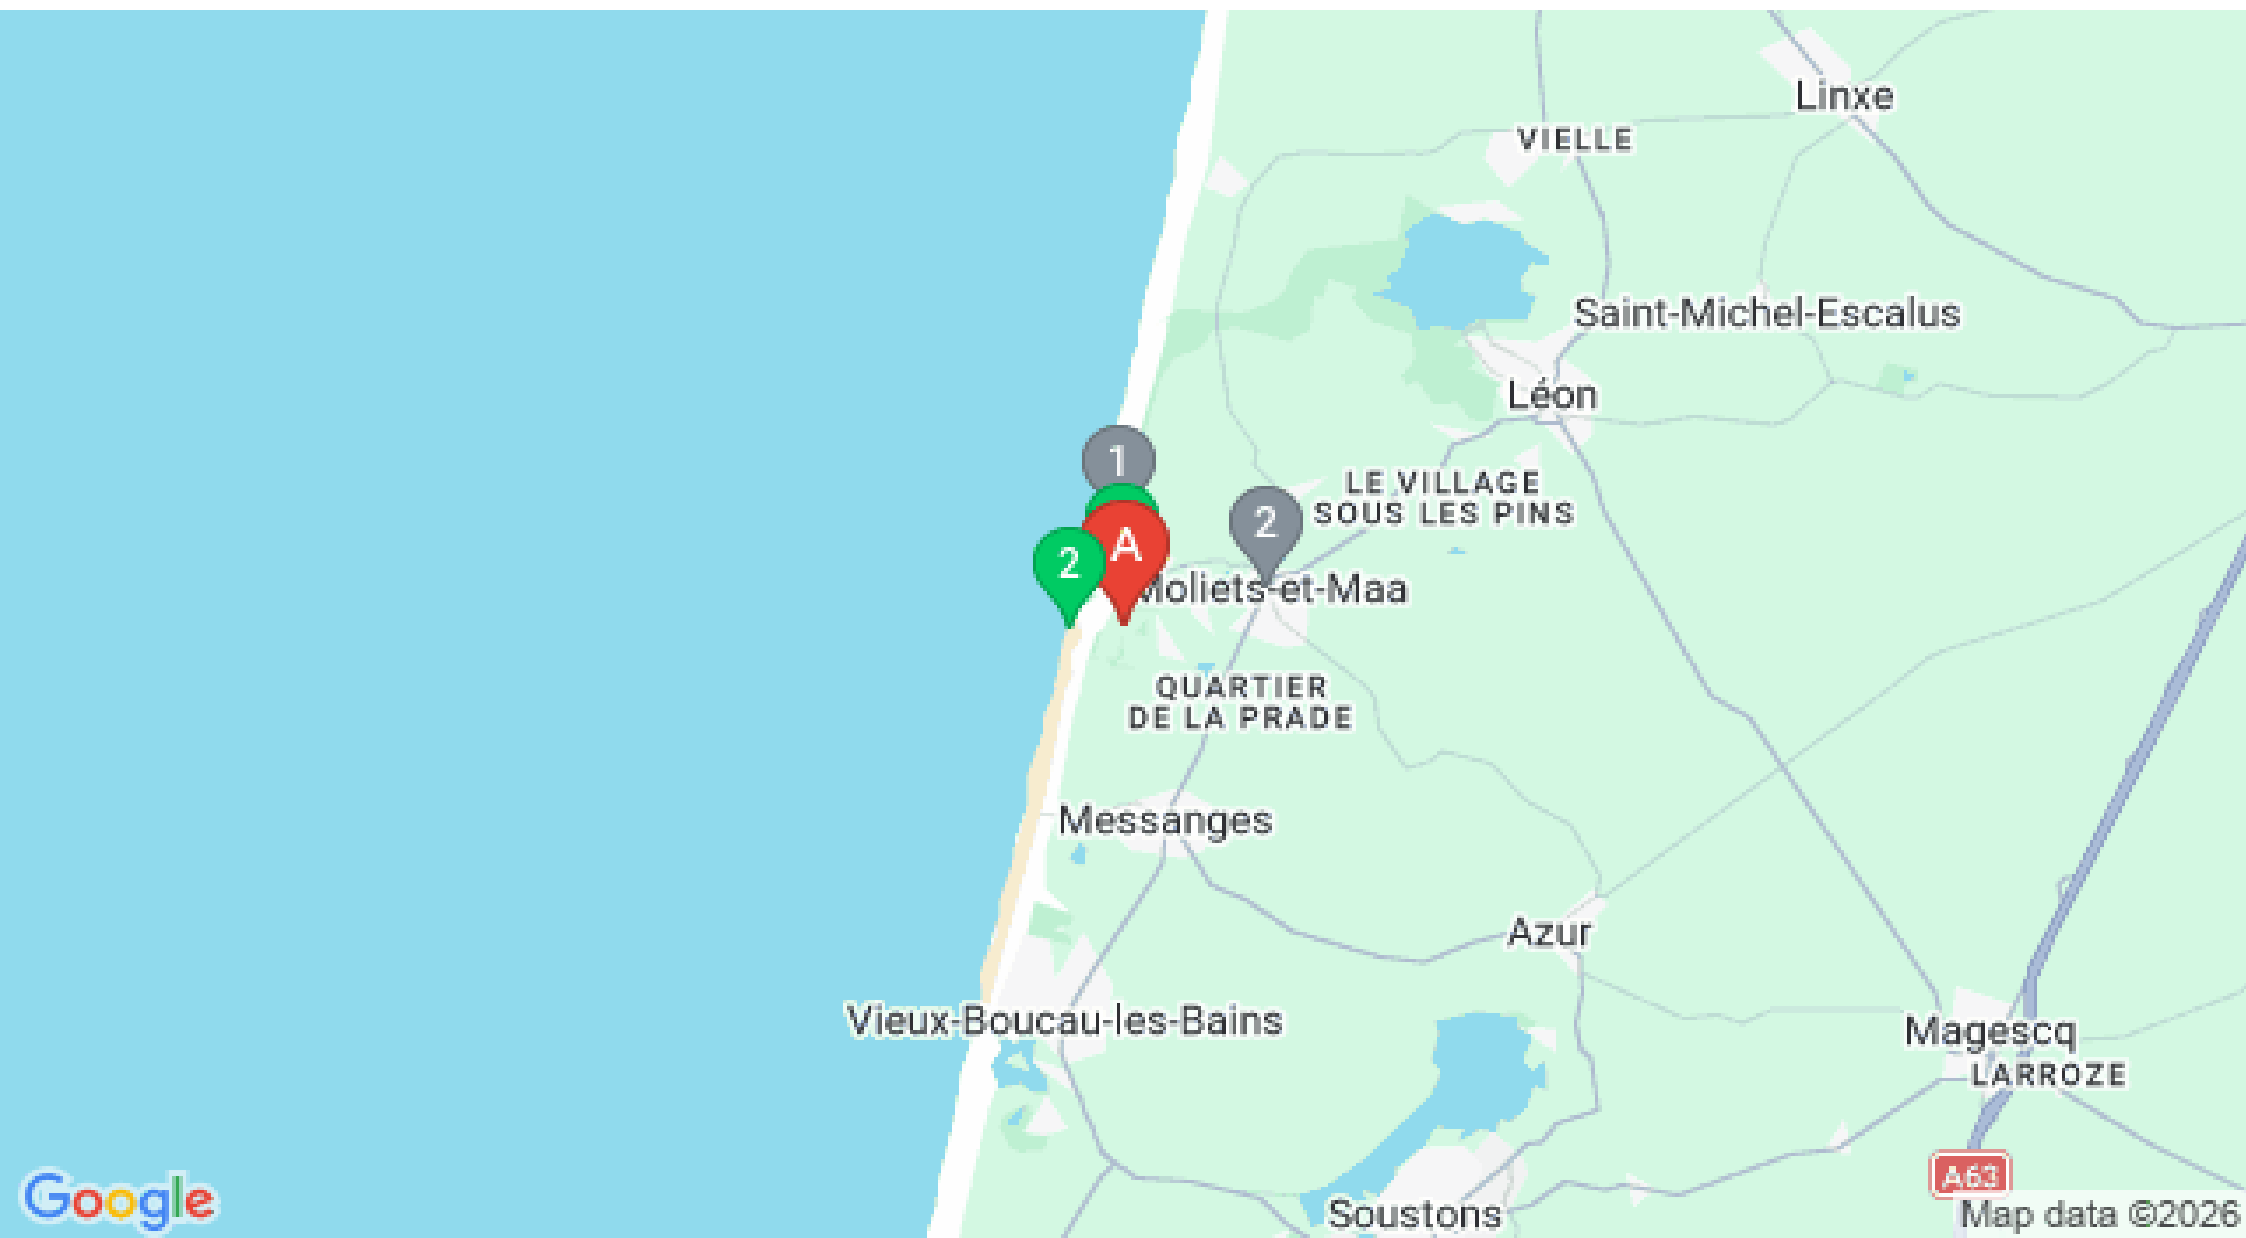 Linxe
VIELLE
Saint-Michel-Escalus
Léon
1
LE VILLAGE
SOUS LES PINS
2
A
2
Moliets-et-Maa
QUARTIER
DE LA PRADE
Messanges
Azur
Vieux-Boucau-les-Bains
Magescq
LARROZE
A63
Google
Soustons
Map data ©2026